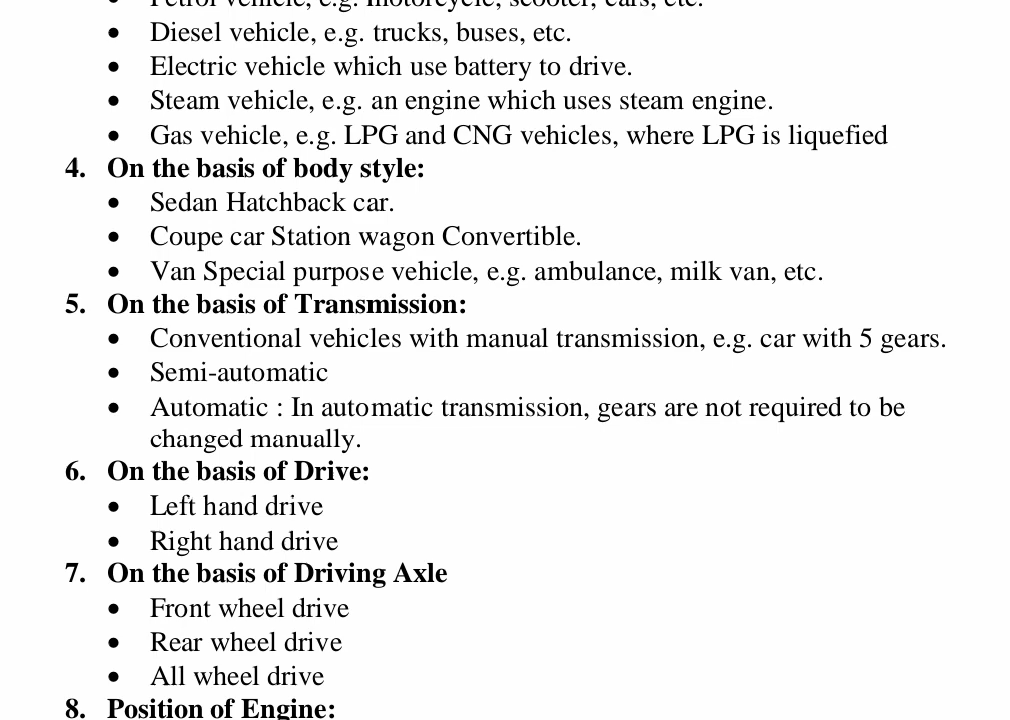 • Petrol vehicle, e.g. motorcycle, scooter, cars, etc.
• Diesel vehicle, e.g. trucks, buses, etc.
• Electric vehicle which use battery to drive.
• Steam vehicle, e.g. an engine which uses steam engine.
• Gas vehicle, e.g. LPG and CNG vehicles, where LPG is liquefied
4. On the basis of body style:
• Sedan Hatchback car.
• Coupe car Station wagon Convertible.
• Van Special purpose vehicle, e.g. ambulance, milk van, etc.
5. On the basis of Transmission:
• Conventional vehicles with manual transmission, e.g. car with 5 gears.
• Semi-automatic
• Automatic : In automatic transmission, gears are not required to be
changed manually.
6. On the basis of Drive:
• Left hand drive
• Right hand drive
7. On the basis of Driving Axle
• Front wheel drive
• Rear wheel drive
• All wheel drive
8. Position of Engine: